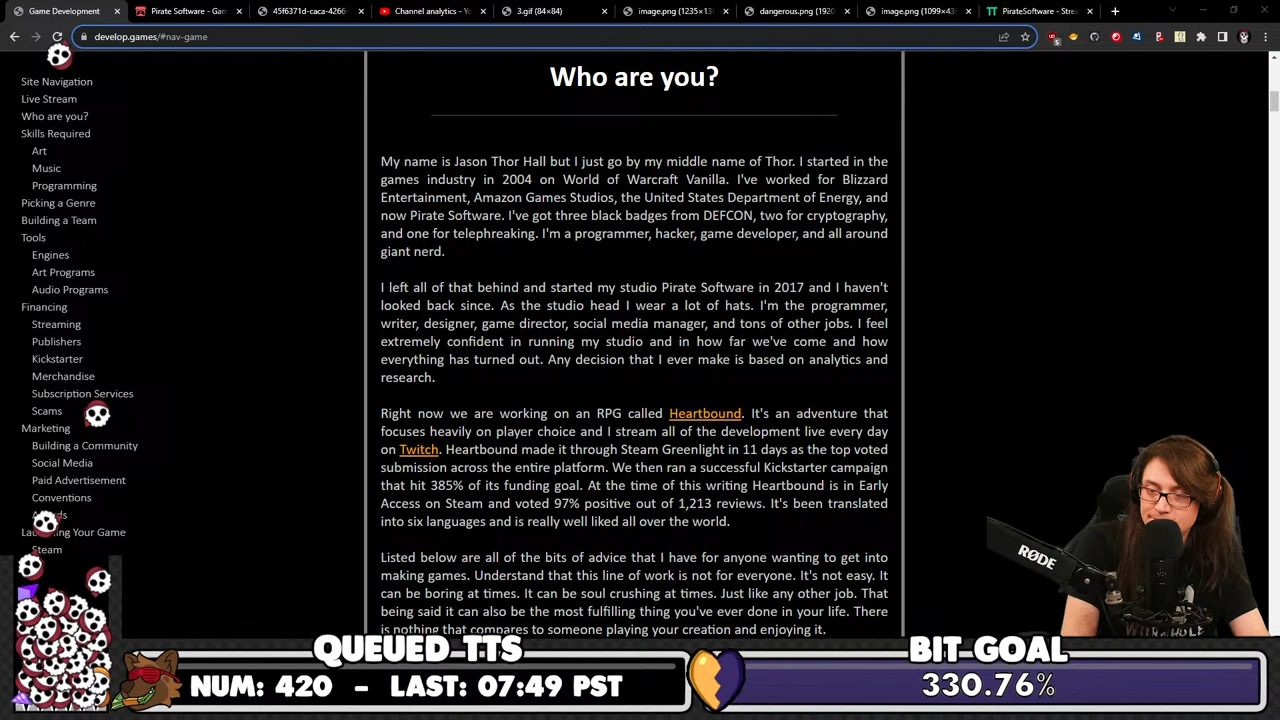 Game Development
Pirate Software - Gam
45f6371d-caca-4266-
Channel analytics - Yo
3.gif (84×84)
image.png (1235×13
dangerous.png (1920
image.png (1099×43
PirateSoftware - Stre
develop.games/#nav-game
Site Navigation
Live Stream
Who are you?
Skills Required
Art
Music
Programming
Picking a Genre
Building a Team
Tools
Engines
Art Programs
Audio Programs
Financing
Streaming
Publishers
Kickstarter
Merchandise
Subscription Services
Scams
Marketing
Building a Community
Social Media
Paid Advertisement
Conventions
Your Game
Steam
Who are you?
My name is Jason Thor Hall but I just go by my middle name of Thor. I started in the
games industry in 2004 on World of Warcraft Vanilla. I've worked for Blizzard
Entertainment, Amazon Games Studios, the United States Department of Energy, and
now Pirate Software. I've got three black badges from DEFCON, two for cryptography,
and one for telephreaking. I'm a programmer, hacker, game developer, and all around
giant nerd.
I left all of that behind and started my studio Pirate Software in 2017 and I haven't
looked back since. As the studio head I wear a lot of hats. I'm the programmer,
writer, designer, game director, social media manager, and tons of other jobs. I feel
extremely confident in running my studio and in how far we've come and how
everything has turned out. Any decision that I ever make is based on analytics and
research.
Right now we are working on an RPG called Heartbound. It's an adventure that
focuses heavily on player choice and I stream all of the development live every day
on Twitch. Heartbound made it through Steam Greenlight in 11 days as the top voted
submission across the entire platform. We then ran a successful Kickstarter campaign
that hit 385% of its funding goal. At the time of this writing Heartbound is in Early
Access on Steam and voted 97% positive out of 1,213 reviews. It's been translated
into six languages and is really well liked all over the world.
Listed below are all of the bits of advice that I have for anyone wanting to get into
making games. Understand that this line of work is not for everyone. It's not easy. It
can be boring at times. It can be soul crushing at times. Just like any other job. That
being said it can also be the most fulfilling thing you've ever done in your life. There
is nothing that compares to someone playing your creation and enjoying it.
RØDE
QUEUED TTS
NUM: 420 - LAST: 07:49 PST
BIT GOAL
330.76%